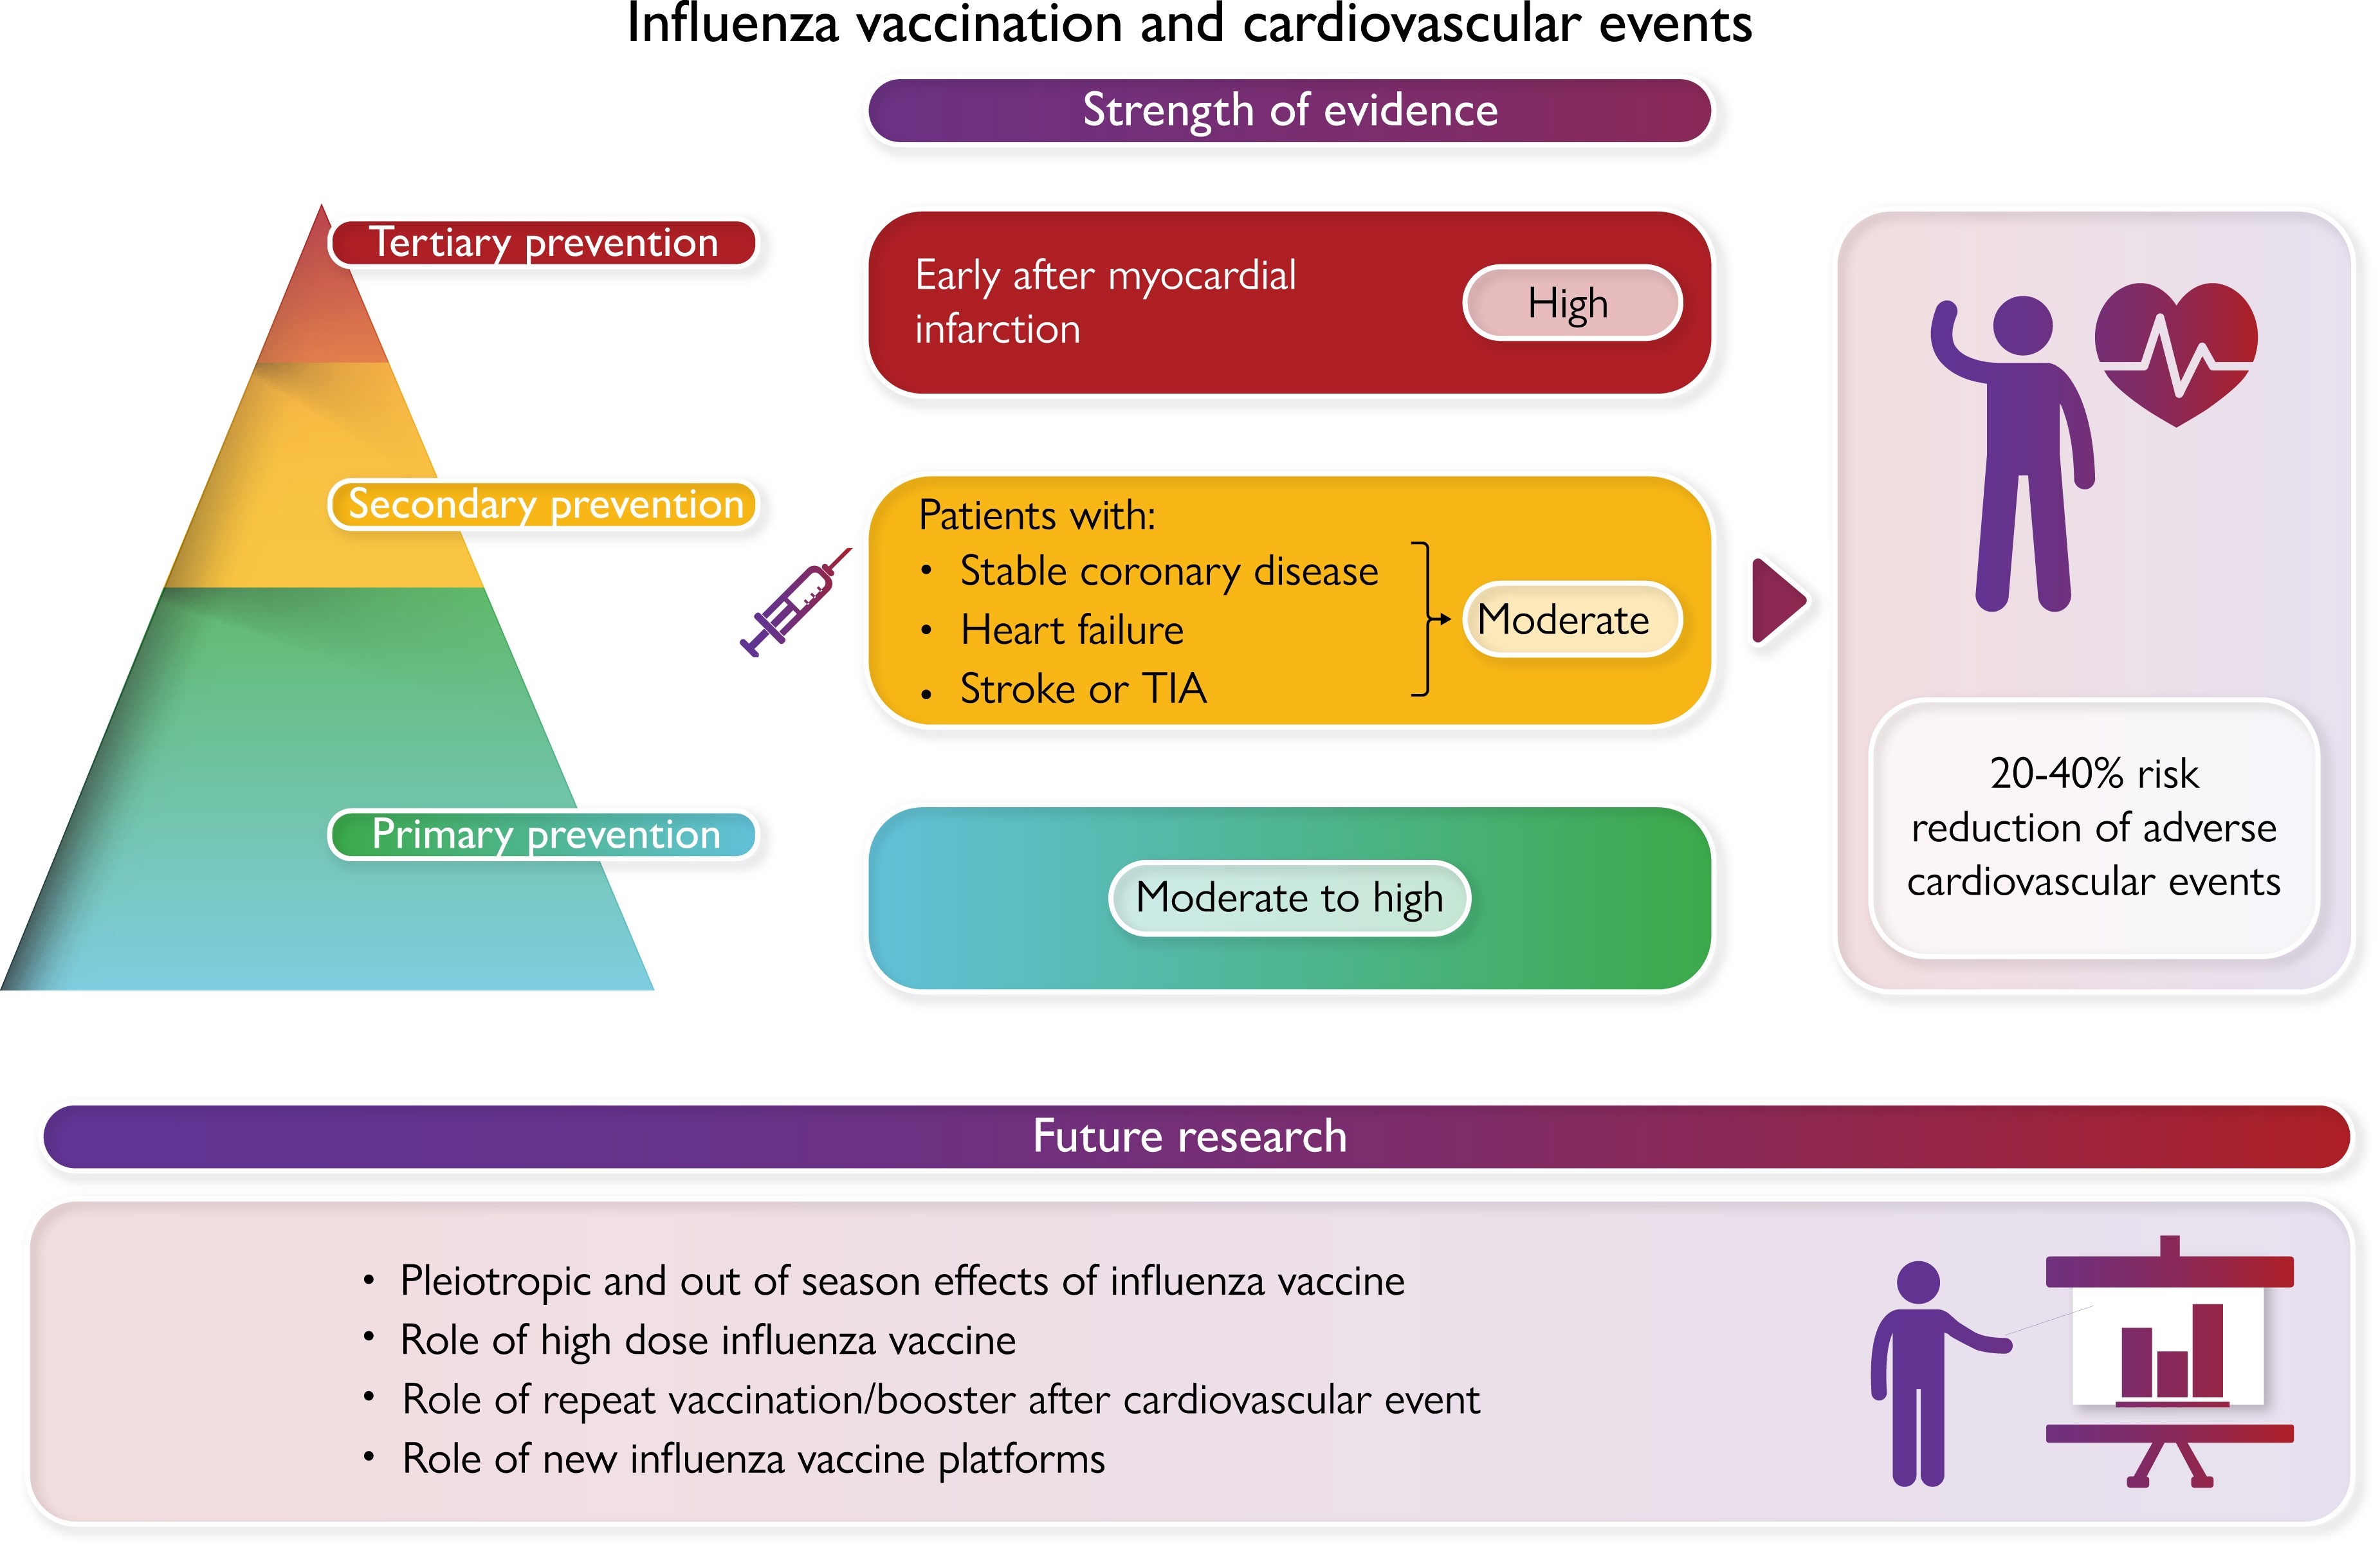 Influenza vaccination and cardiovascular events
Strength of evidence
Tertiary prevention
Early after myocardial
infarction
High
Secondary prevention
Patients with:
• Stable coronary disease
• Heart failure
• Stroke or TIA
Moderate
Primary prevention
Moderate to high
20-40% risk
reduction of adverse
cardiovascular events
Future research
• Pleiotropic and out of season effects of influenza vaccine
• Role of high dose influenza vaccine
• Role of repeat vaccination/booster after cardiovascular event
• Role of new influenza vaccine platforms